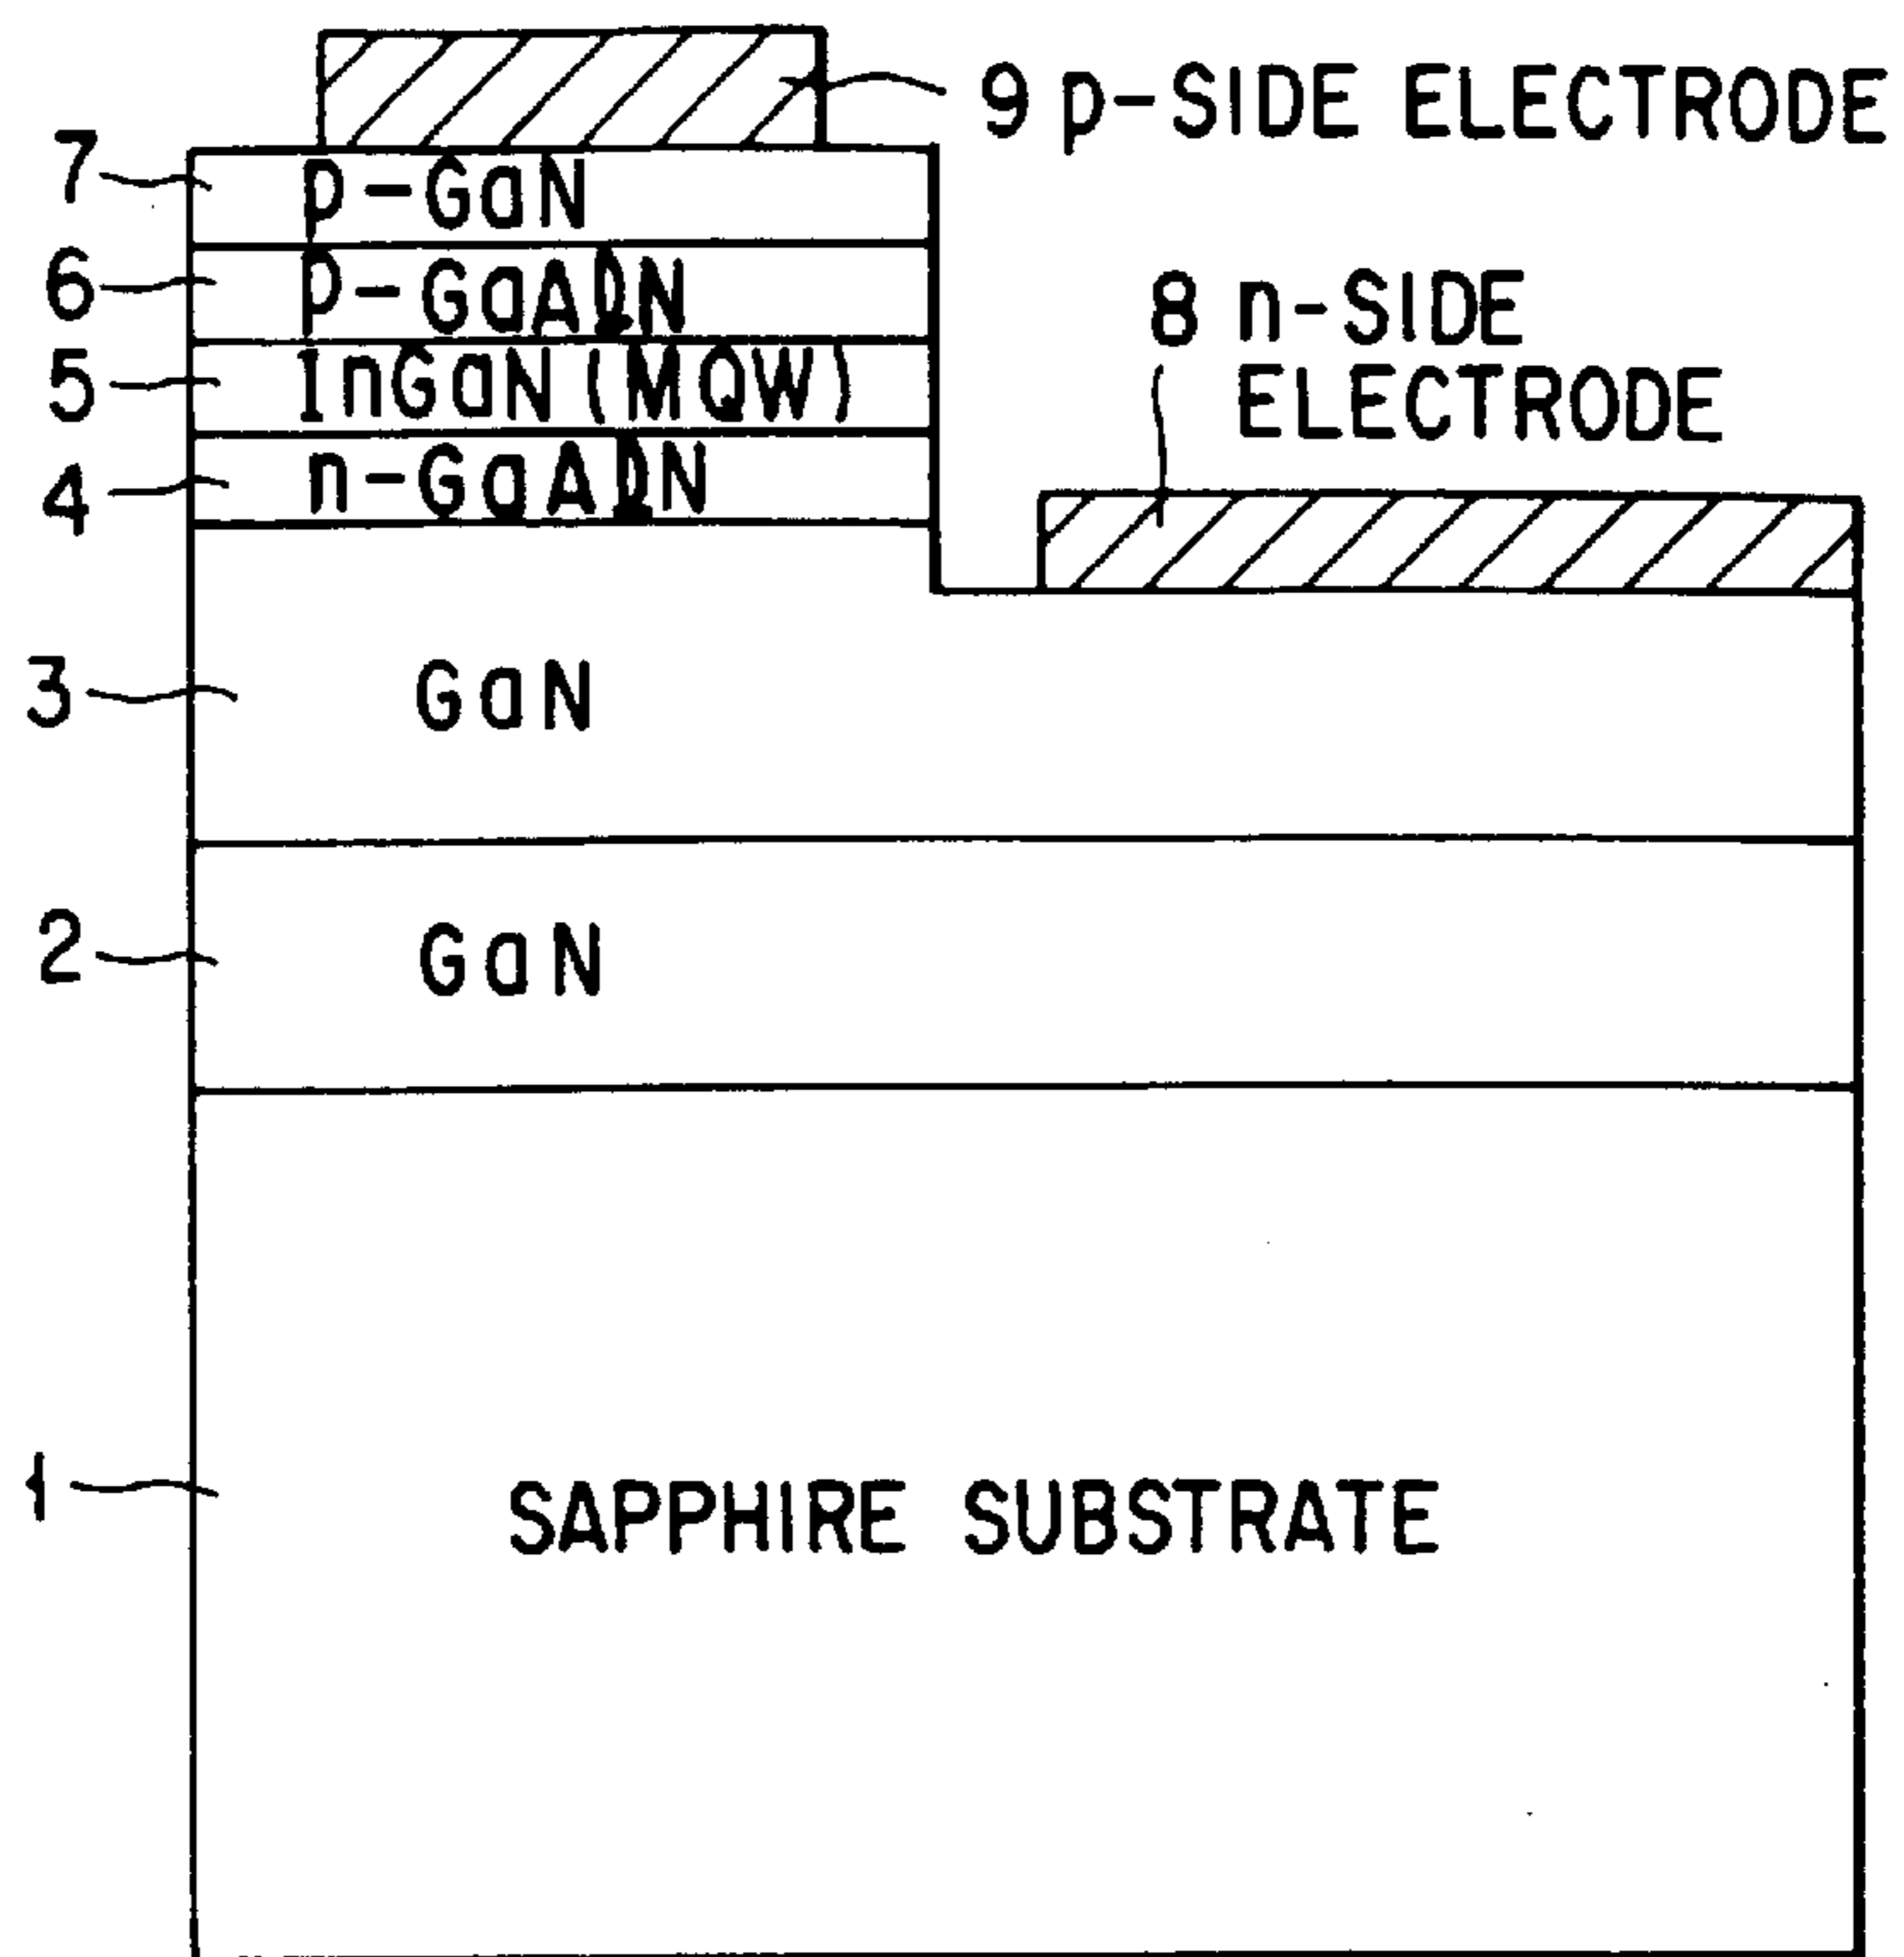 9 p-SIDE ELECTRODE
7 p-GaN
6 p-GaAlN
8 n-SIDE
ELECTRODE
5 InGaN (MQW)
4 n-GaAlN
3 GaN
2 GaN
1 SAPPHIRE SUBSTRATE